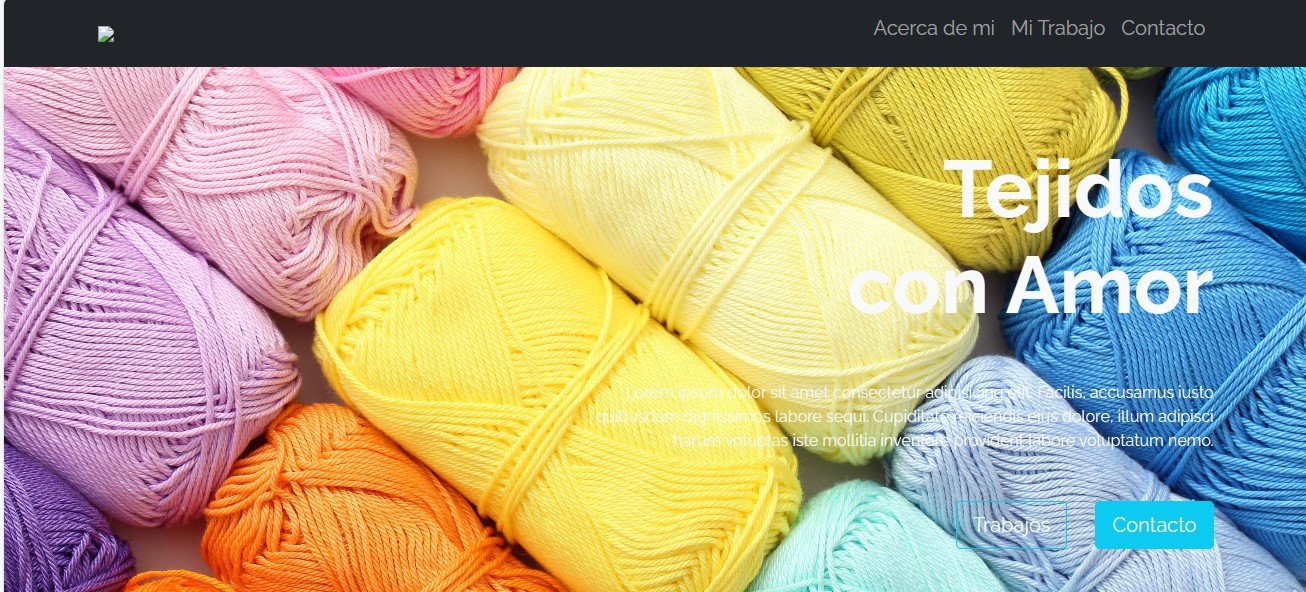 Acerca de mi Mi Trabajo Contacto
Tejidos
con Amor
Lorem ipsum dolor sit amet consectetur adipisicing elit. Facilis, accusamus iusto
quibusdam dignissimos labore sequi. Cupiditate reiciendis eius dolore, illum adipisci
harum voluptas iste mollitia inventore provident labore voluptatum nemo.
Trabajos Contacto